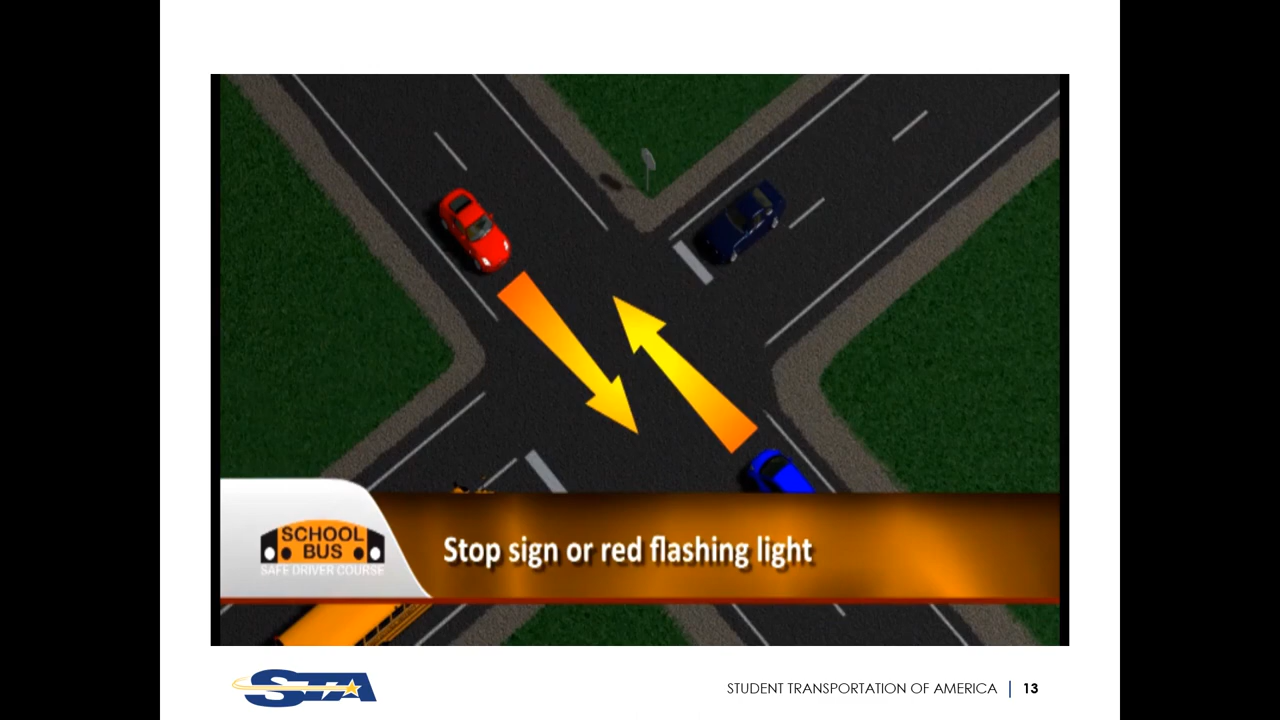 SCHOOL
BUS
SAFE DRIVER COURSE
Stop sign or red flashing light
STA
STUDENT TRANSPORTATION OF AMERICA | 13